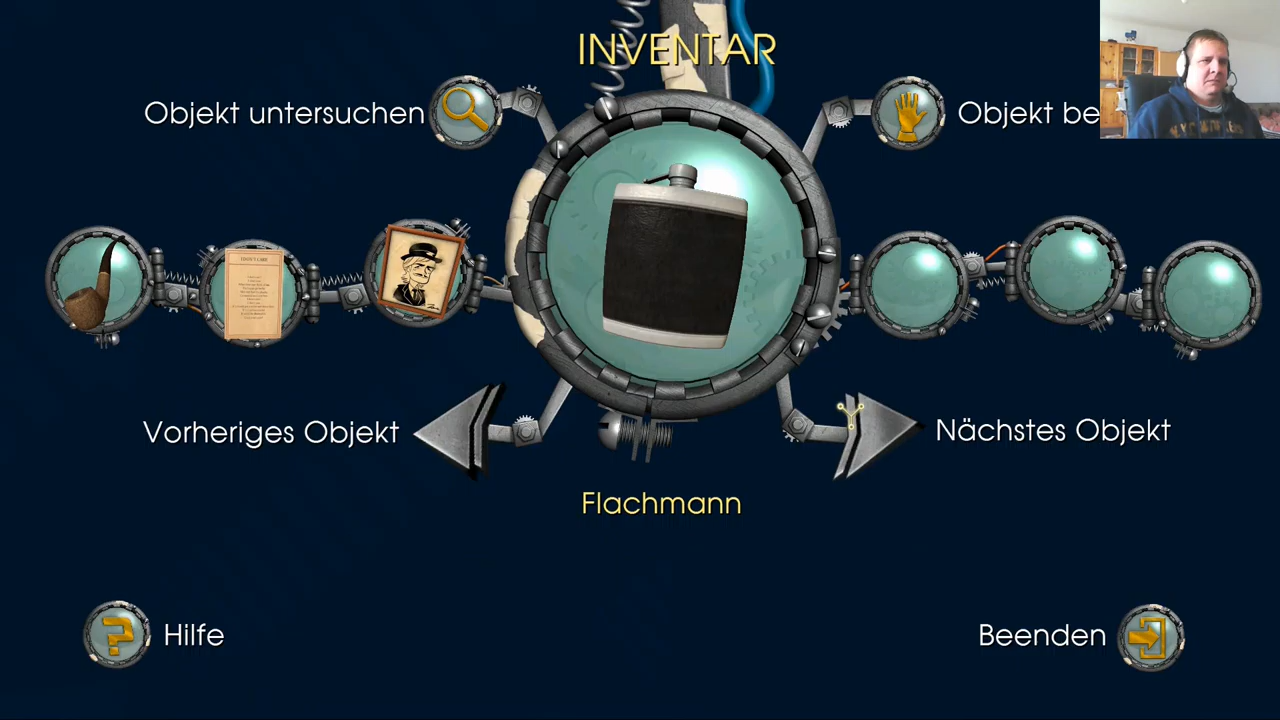 INVENTAR
Objekt untersuchen
Objekt be
Vorheriges Objekt
Nächstes Objekt
Flachmann
Hilfe
Beenden